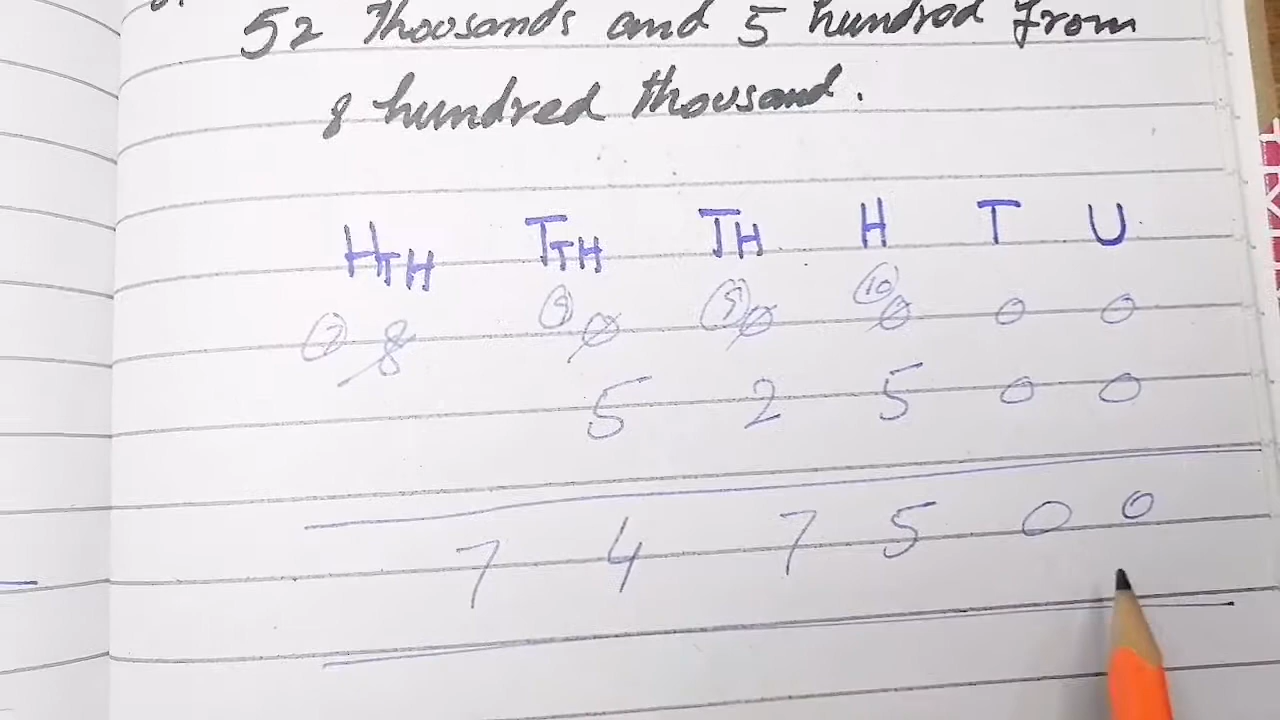 52 Thousands and 5 hundred from
8 hundred thousand.
HTH TTH TH H T U
7 8 9 0 9 0 10 0 0 0
5 2 5 0 0
7 4 7 5 0 0